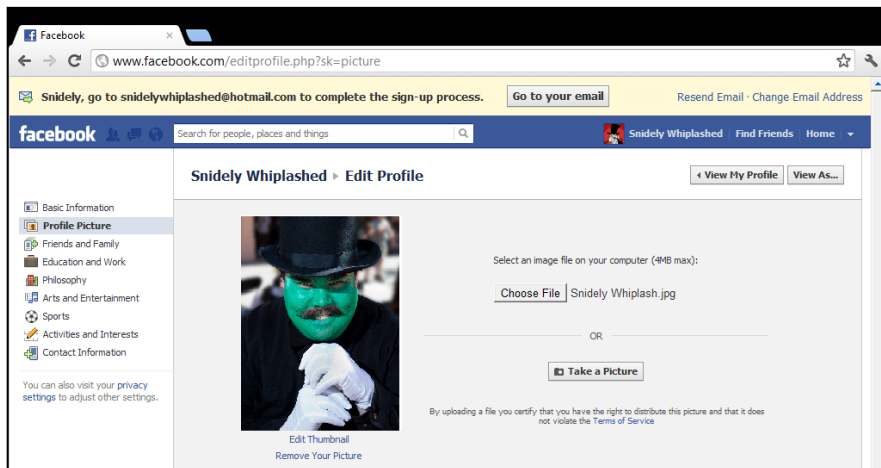 Facebook
www.facebook.com/editprofile.php?sk=picture
Snidely, go to snidelywhiplashed@hotmail.com to complete the sign-up process. Go to your email Resend Email · Change Email Address
facebook Search for people, places and things Snidely Whiplashed Find Friends Home
Snidely Whiplashed ▸ Edit Profile View My Profile View As...
Basic Information
Profile Picture
Friends and Family
Education and Work
Philosophy
Arts and Entertainment
Sports
Activities and Interests
Contact Information
You can also visit your privacy
settings to adjust other settings.
Select an image file on your computer (4MB max):
Choose File Snidely Whiplash.jpg
OR
Take a Picture
By uploading a file you certify that you have the right to distribute this picture and that it does
not violate the Terms of Service
Edit Thumbnail
Remove Your Picture